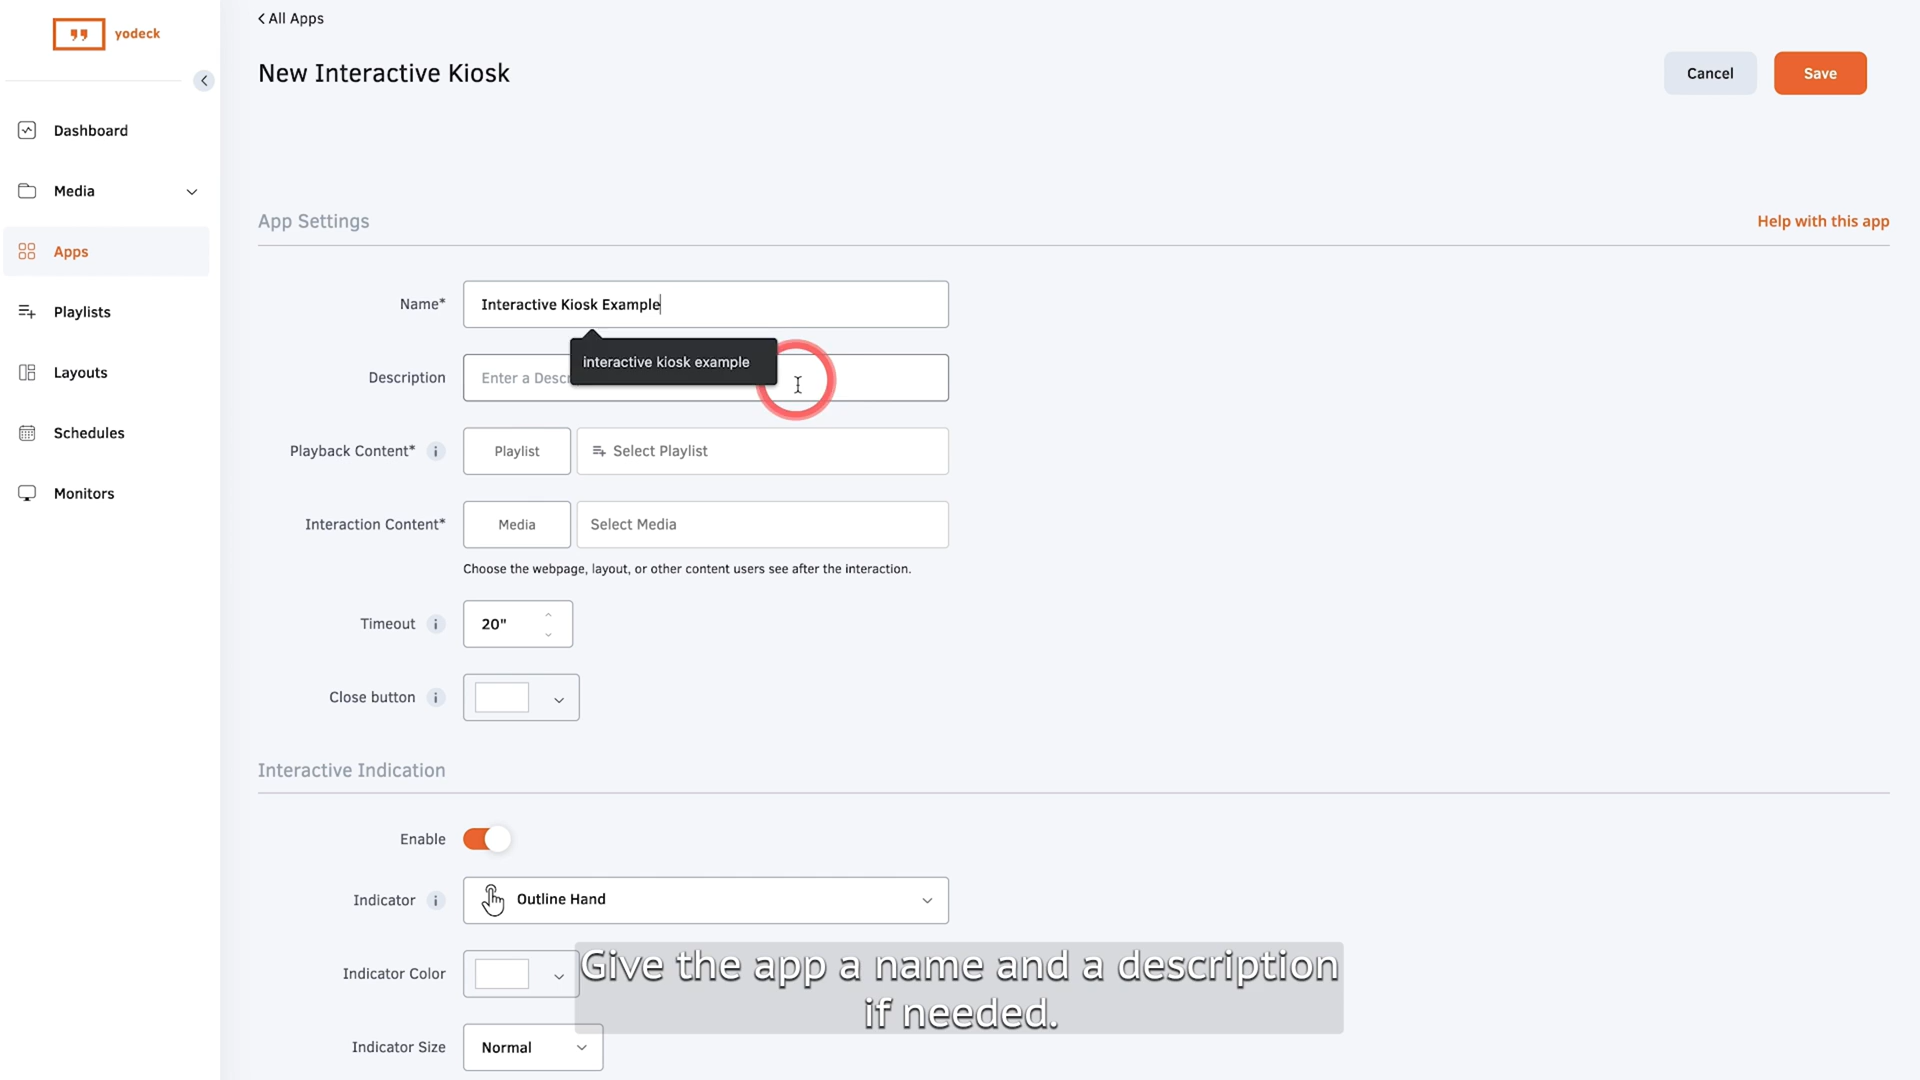 yodeck
Dashboard
Media
Apps
Playlists
Layouts
Schedules
Monitors
All Apps
New Interactive Kiosk
Cancel
Save
App Settings
Help with this app
Name*
Interactive Kiosk Example
interactive kiosk example
Description
Enter a Desc
Playback Content* i
Playlist
Select Playlist
Interaction Content*
Media
Select Media
Choose the webpage, layout, or other content users see after the interaction.
Timeout i
20"
Close button i
Interactive Indication
Enable
Indicator i
Outline Hand
Indicator Color
Indicator Size
Normal
Give the app a name and a description
if needed.